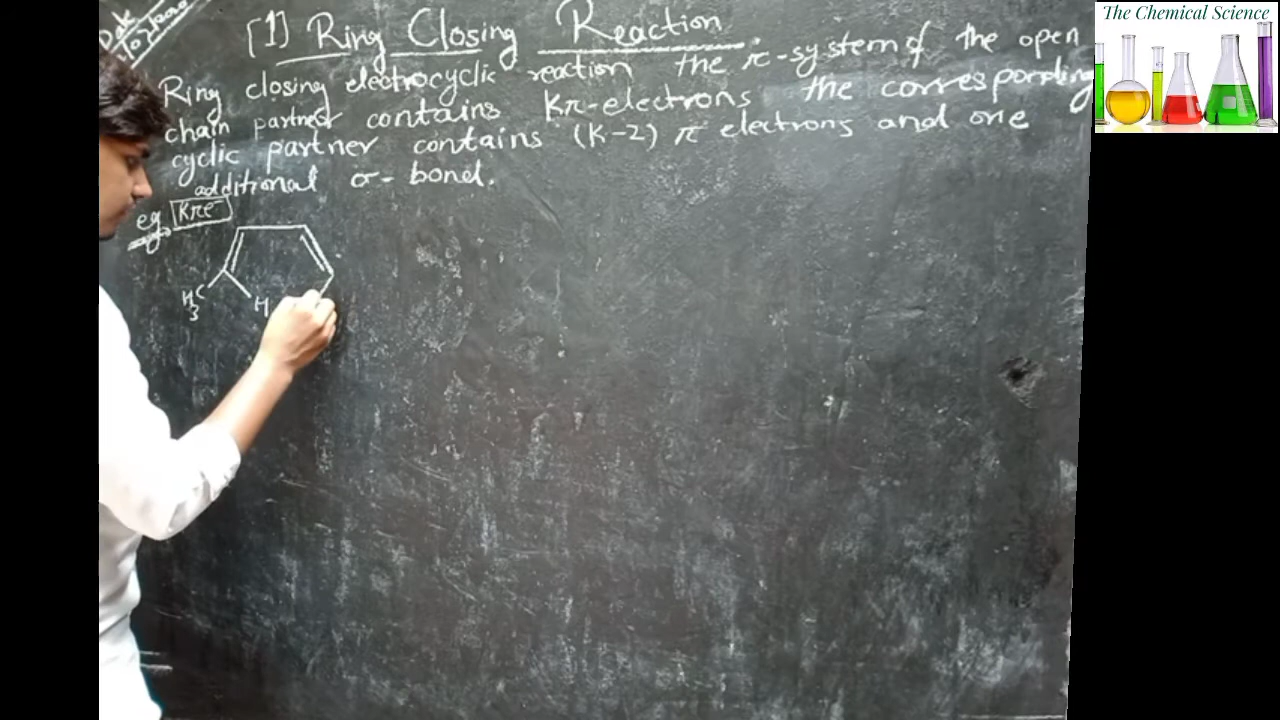 The Chemical Science
[1] Ring Closing Reaction
Ring closing electrocyclic reaction the π-system of the open
chain partner contains Kπ-electrons the corresponding
cyclic partner contains (K-2) π electrons and one
additional σ- bond.
eg Kπe⁻
H₃C H